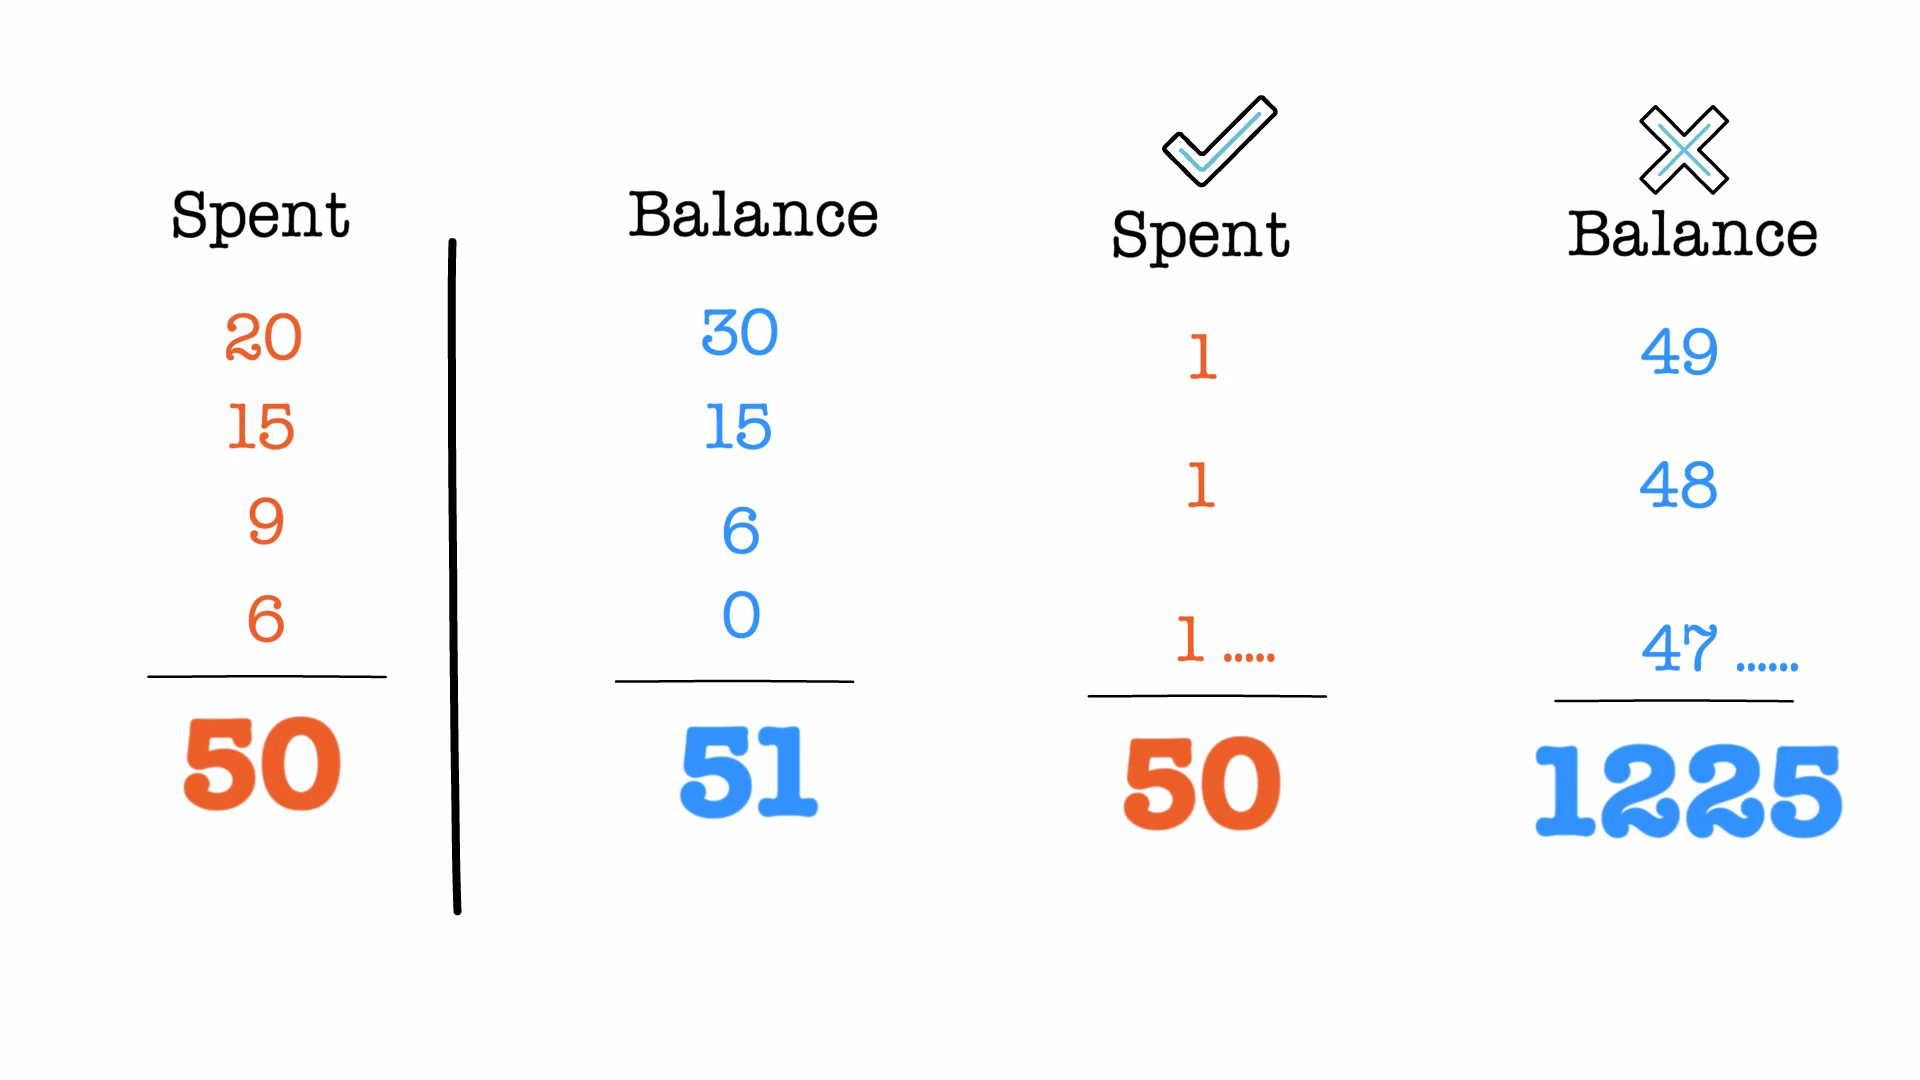 Spent Balance Spent Balance
20 30 1 49
15 15 1 48
9 6
6 0 1 ..... 47 ......
50 51 50 1225